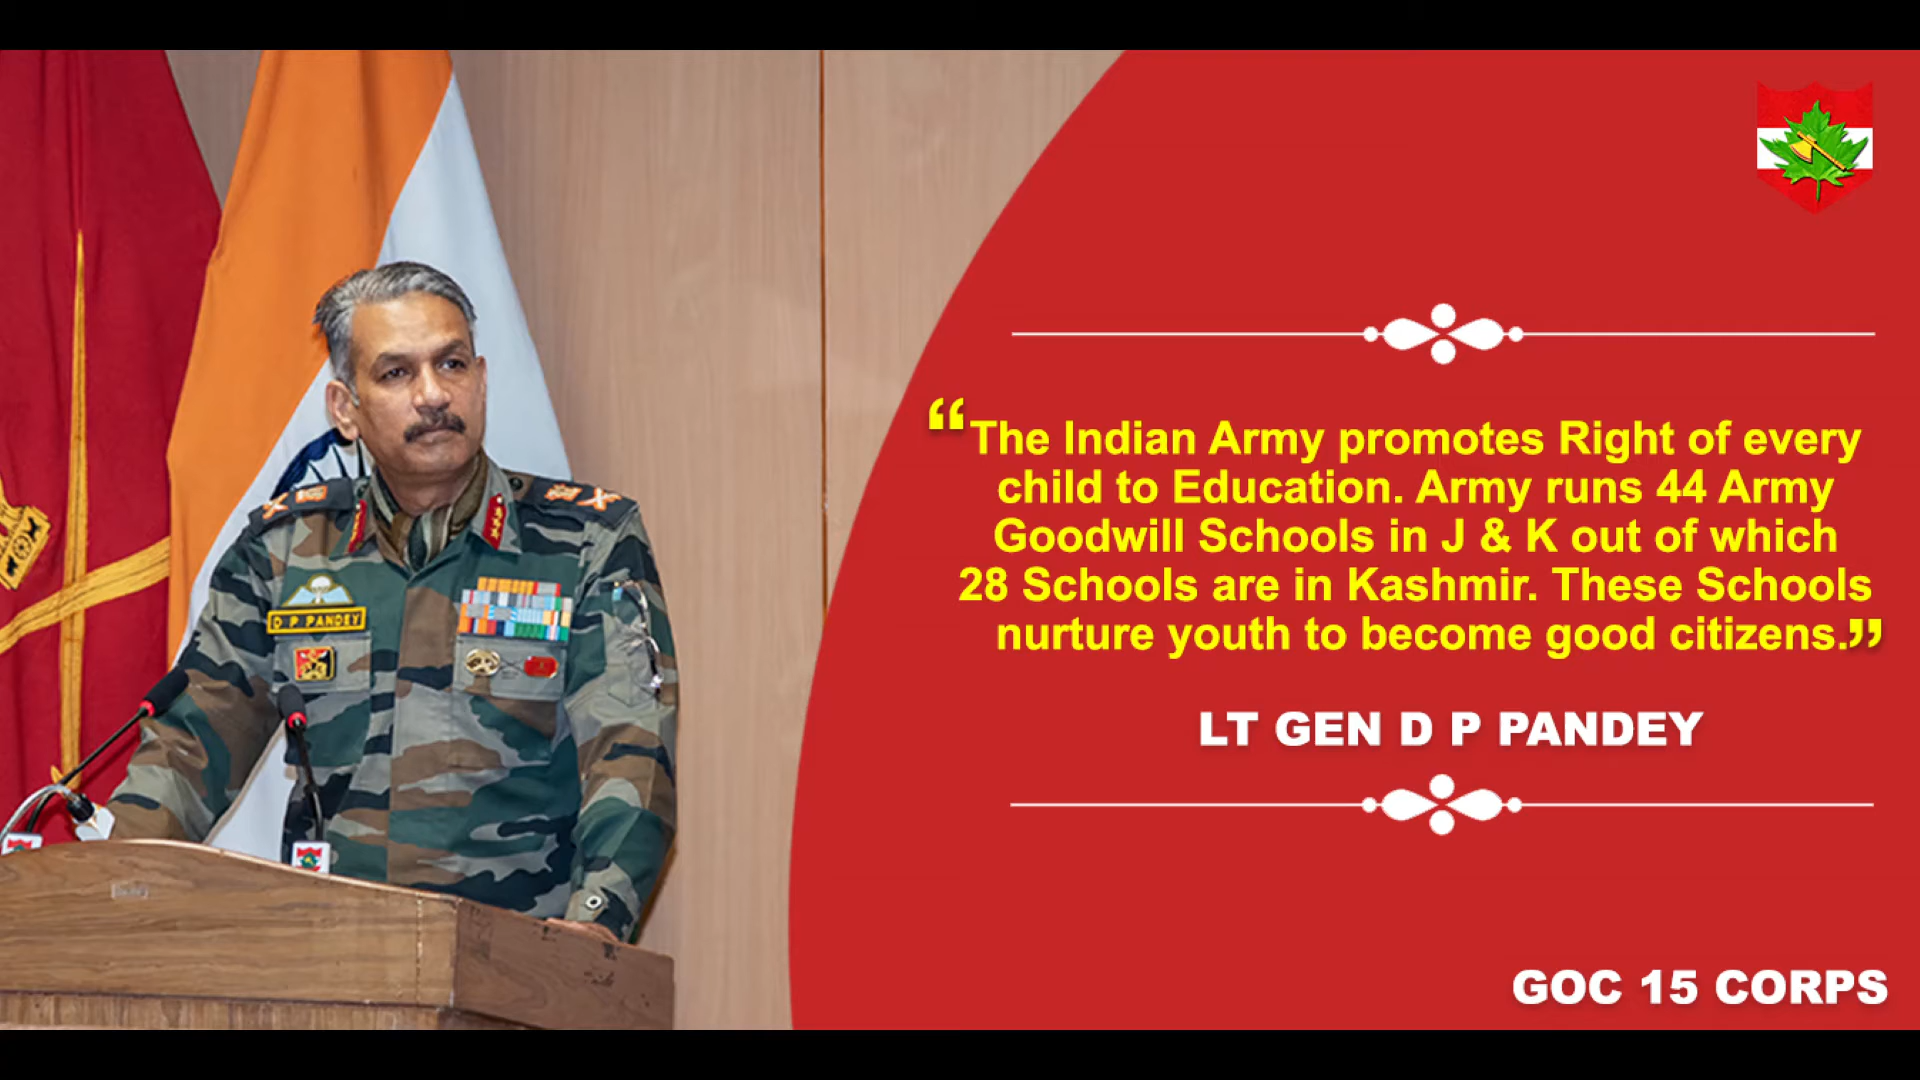 D P PANDEY
“The Indian Army promotes Right of every
child to Education. Army runs 44 Army
Goodwill Schools in J & K out of which
28 Schools are in Kashmir. These Schools
nurture youth to become good citizens.”
LT GEN D P PANDEY
GOC 15 CORPS